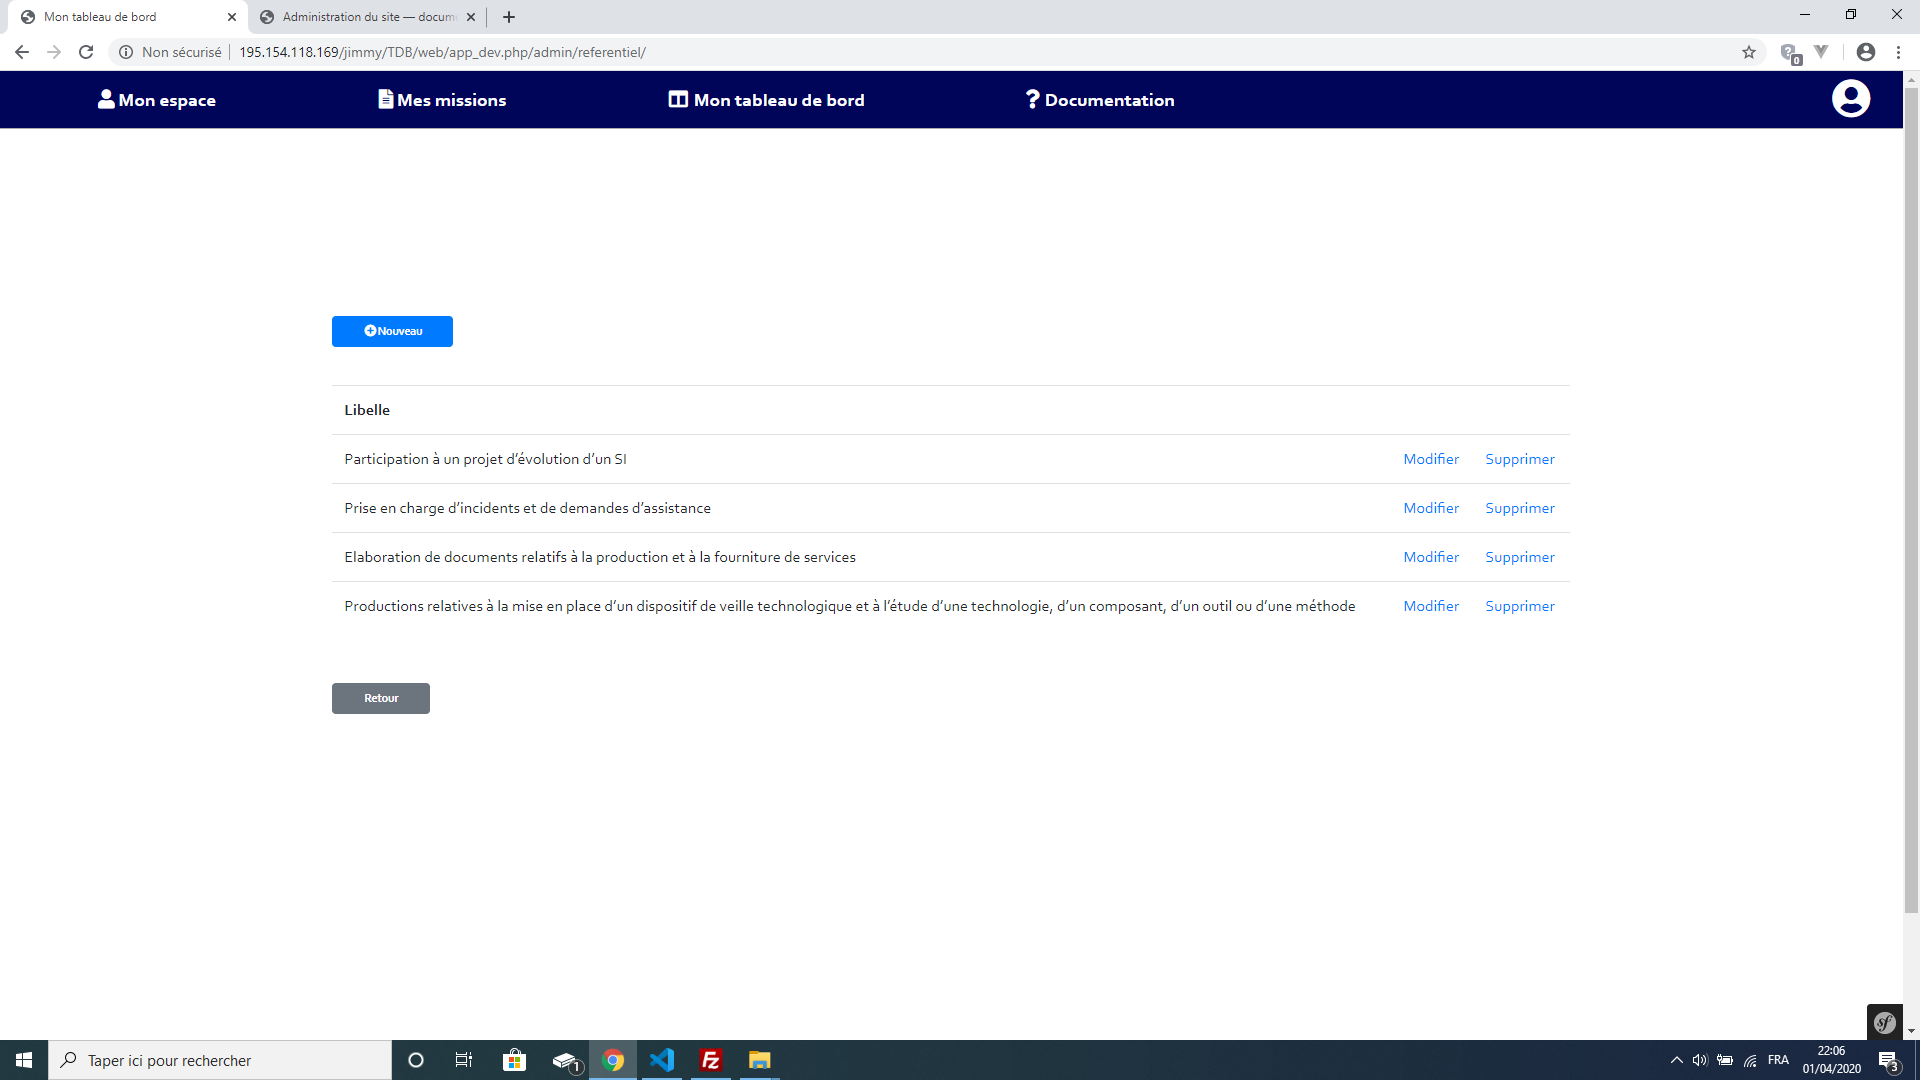 Mon tableau de bord
Administration du site — docum
Non sécurisé
195.154.118.169/jimmy/TDB/web/app_dev.php/admin/referentiel/
0
Mon espace
Mes missions
Mon tableau de bord
Documentation
Nouveau
Libelle
Participation à un projet d’évolution d’un SI Modifier Supprimer
Prise en charge d’incidents et de demandes d’assistance Modifier Supprimer
Elaboration de documents relatifs à la production et à la fourniture de services Modifier Supprimer
Productions relatives à la mise en place d’un dispositif de veille technologique et à l’étude d’une technologie, d’un composant, d’un outil ou d’une méthode Modifier Supprimer
Retour
sf
Taper ici pour rechercher
1
FZ
FRA
22:06
01/04/2020
3